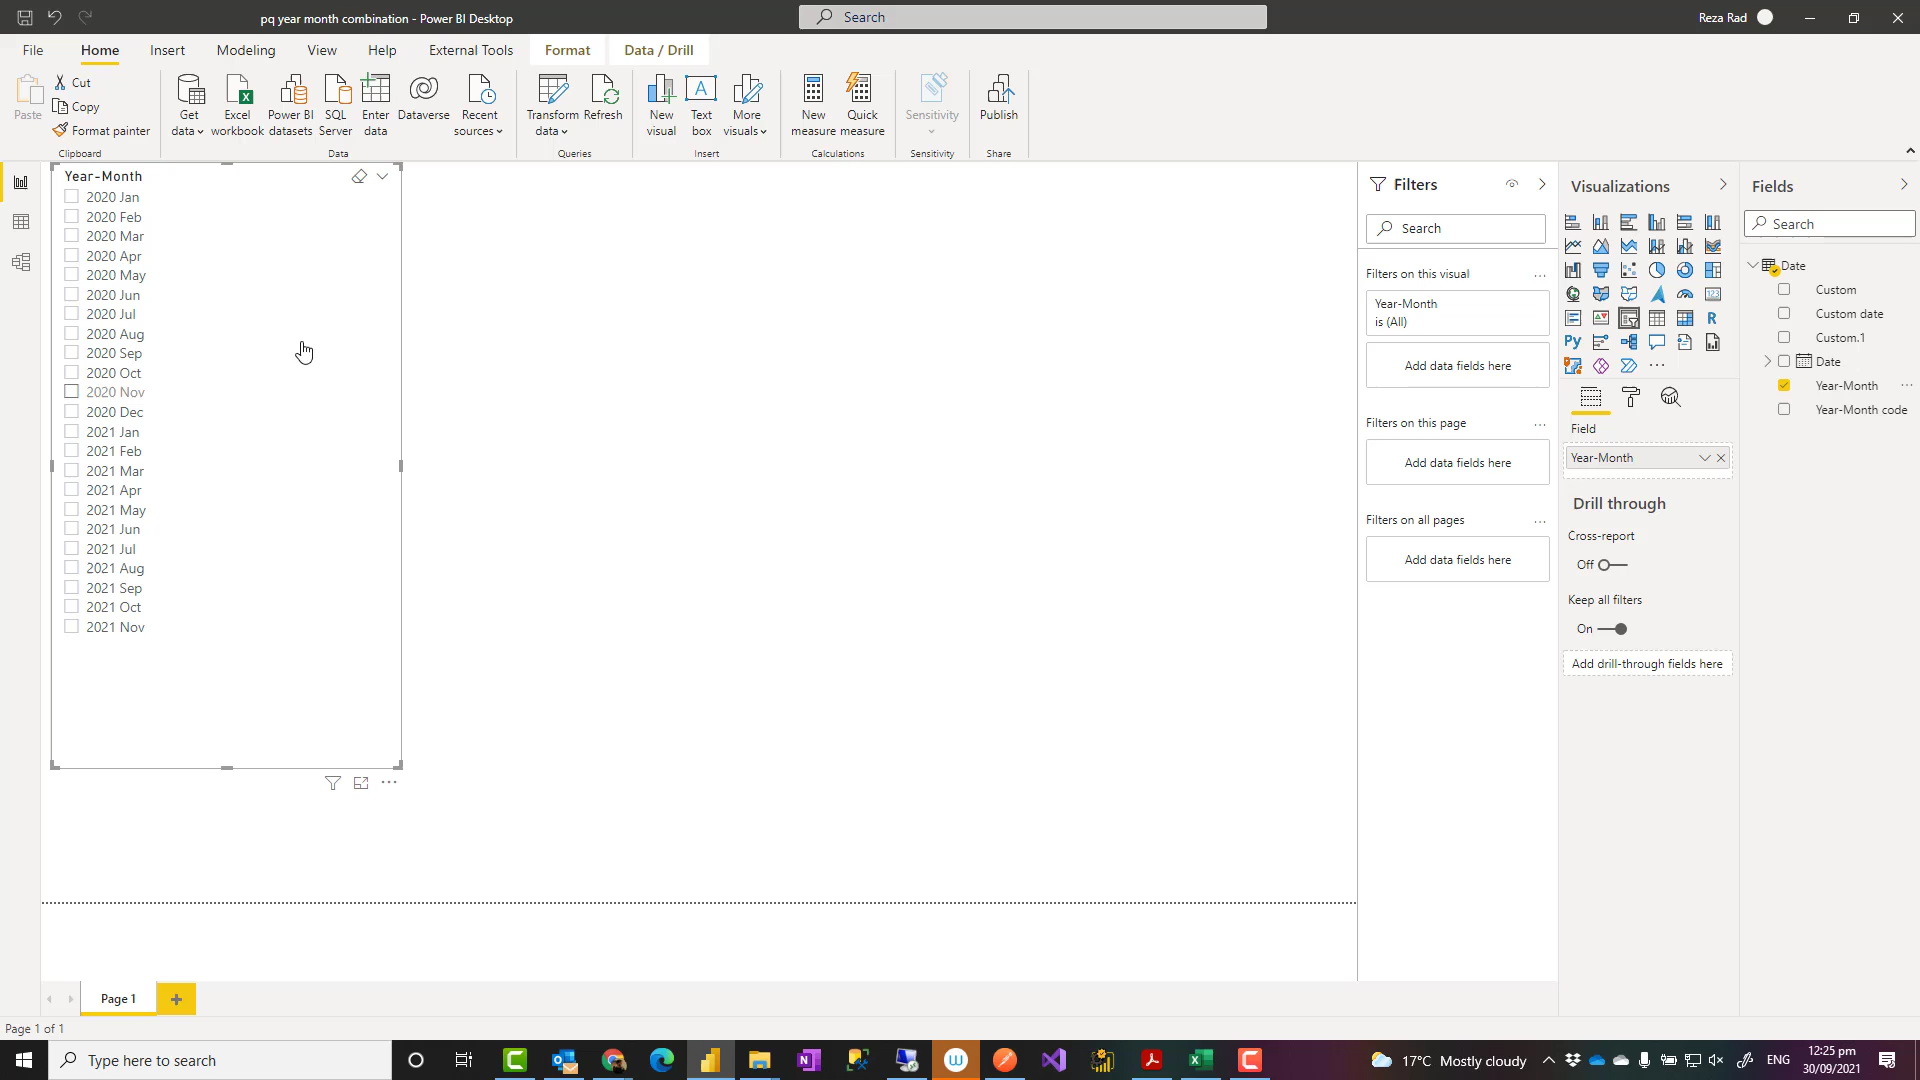 pq year month combination - Power BI Desktop
Search
Reza Rad
File
Home
Insert
Modeling
View
Help
External Tools
Format
Data / Drill
Paste
Cut
Copy
Format painter
Clipboard
Get
data
Excel
workbook
Power BI
datasets
SQL
Server
Enter
data
Dataverse
Recent
sources
Data
Transform
data
Refresh
Queries
New
visual
Text
box
More
visuals
Insert
New
measure
Quick
measure
Calculations
Sensitivity
Sensitivity
Publish
Share
Year-Month
2020 Jan
2020 Feb
2020 Mar
2020 Apr
2020 May
2020 Jun
2020 Jul
2020 Aug
2020 Sep
2020 Oct
2020 Nov
2020 Dec
2021 Jan
2021 Feb
2021 Mar
2021 Apr
2021 May
2021 Jun
2021 Jul
2021 Aug
2021 Sep
2021 Oct
2021 Nov
Filters
Search
Filters on this visual
Year-Month
is (All)
Add data fields here
Filters on this page
Add data fields here
Filters on all pages
Add data fields here
Visualizations
Field
Year-Month
Drill through
Cross-report
Off
Keep all filters
On
Add drill-through fields here
Fields
Search
Date
Custom
Custom date
Custom.1
Date
Year-Month
Year-Month code
Page 1
Page 1 of 1
Type here to search
17°C Mostly cloudy
ENG
12:25 pm
30/09/2021